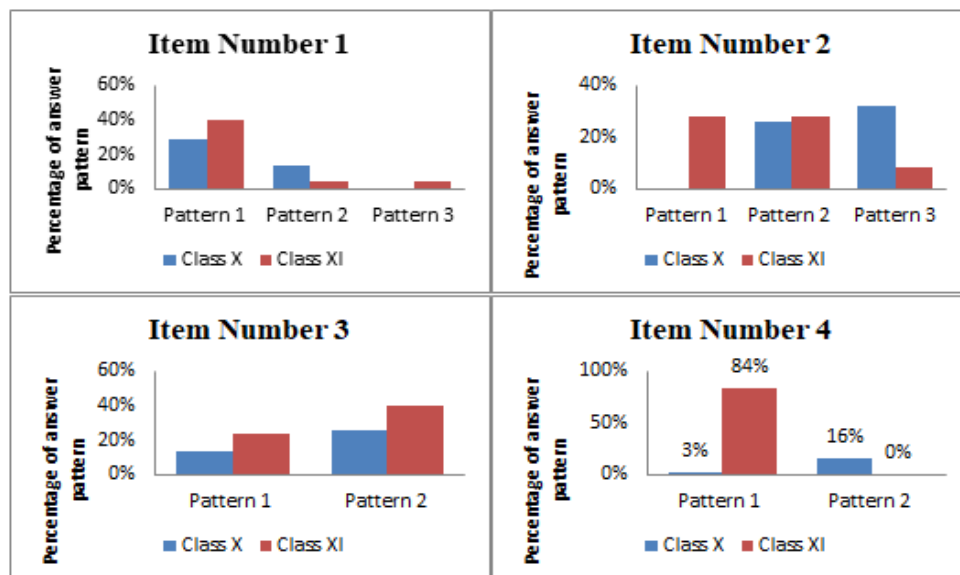 Item Number 1
Percentage of answer
pattern
60%
40%
20%
0%
Pattern 1 Pattern 2 Pattern 3
Class X Class XI
Item Number 2
Percentage of answer
pattern
40%
20%
0%
Pattern 1 Pattern 2 Pattern 3
Class X Class XI
Item Number 3
Percentage of answer
pattern
60%
40%
20%
0%
Pattern 1 Pattern 2
Class X Class XI
Item Number 4
Percentage of answer
pattern
100%
50%
0%
84%
3% 16% 0%
Pattern 1 Pattern 2
Class X Class XI